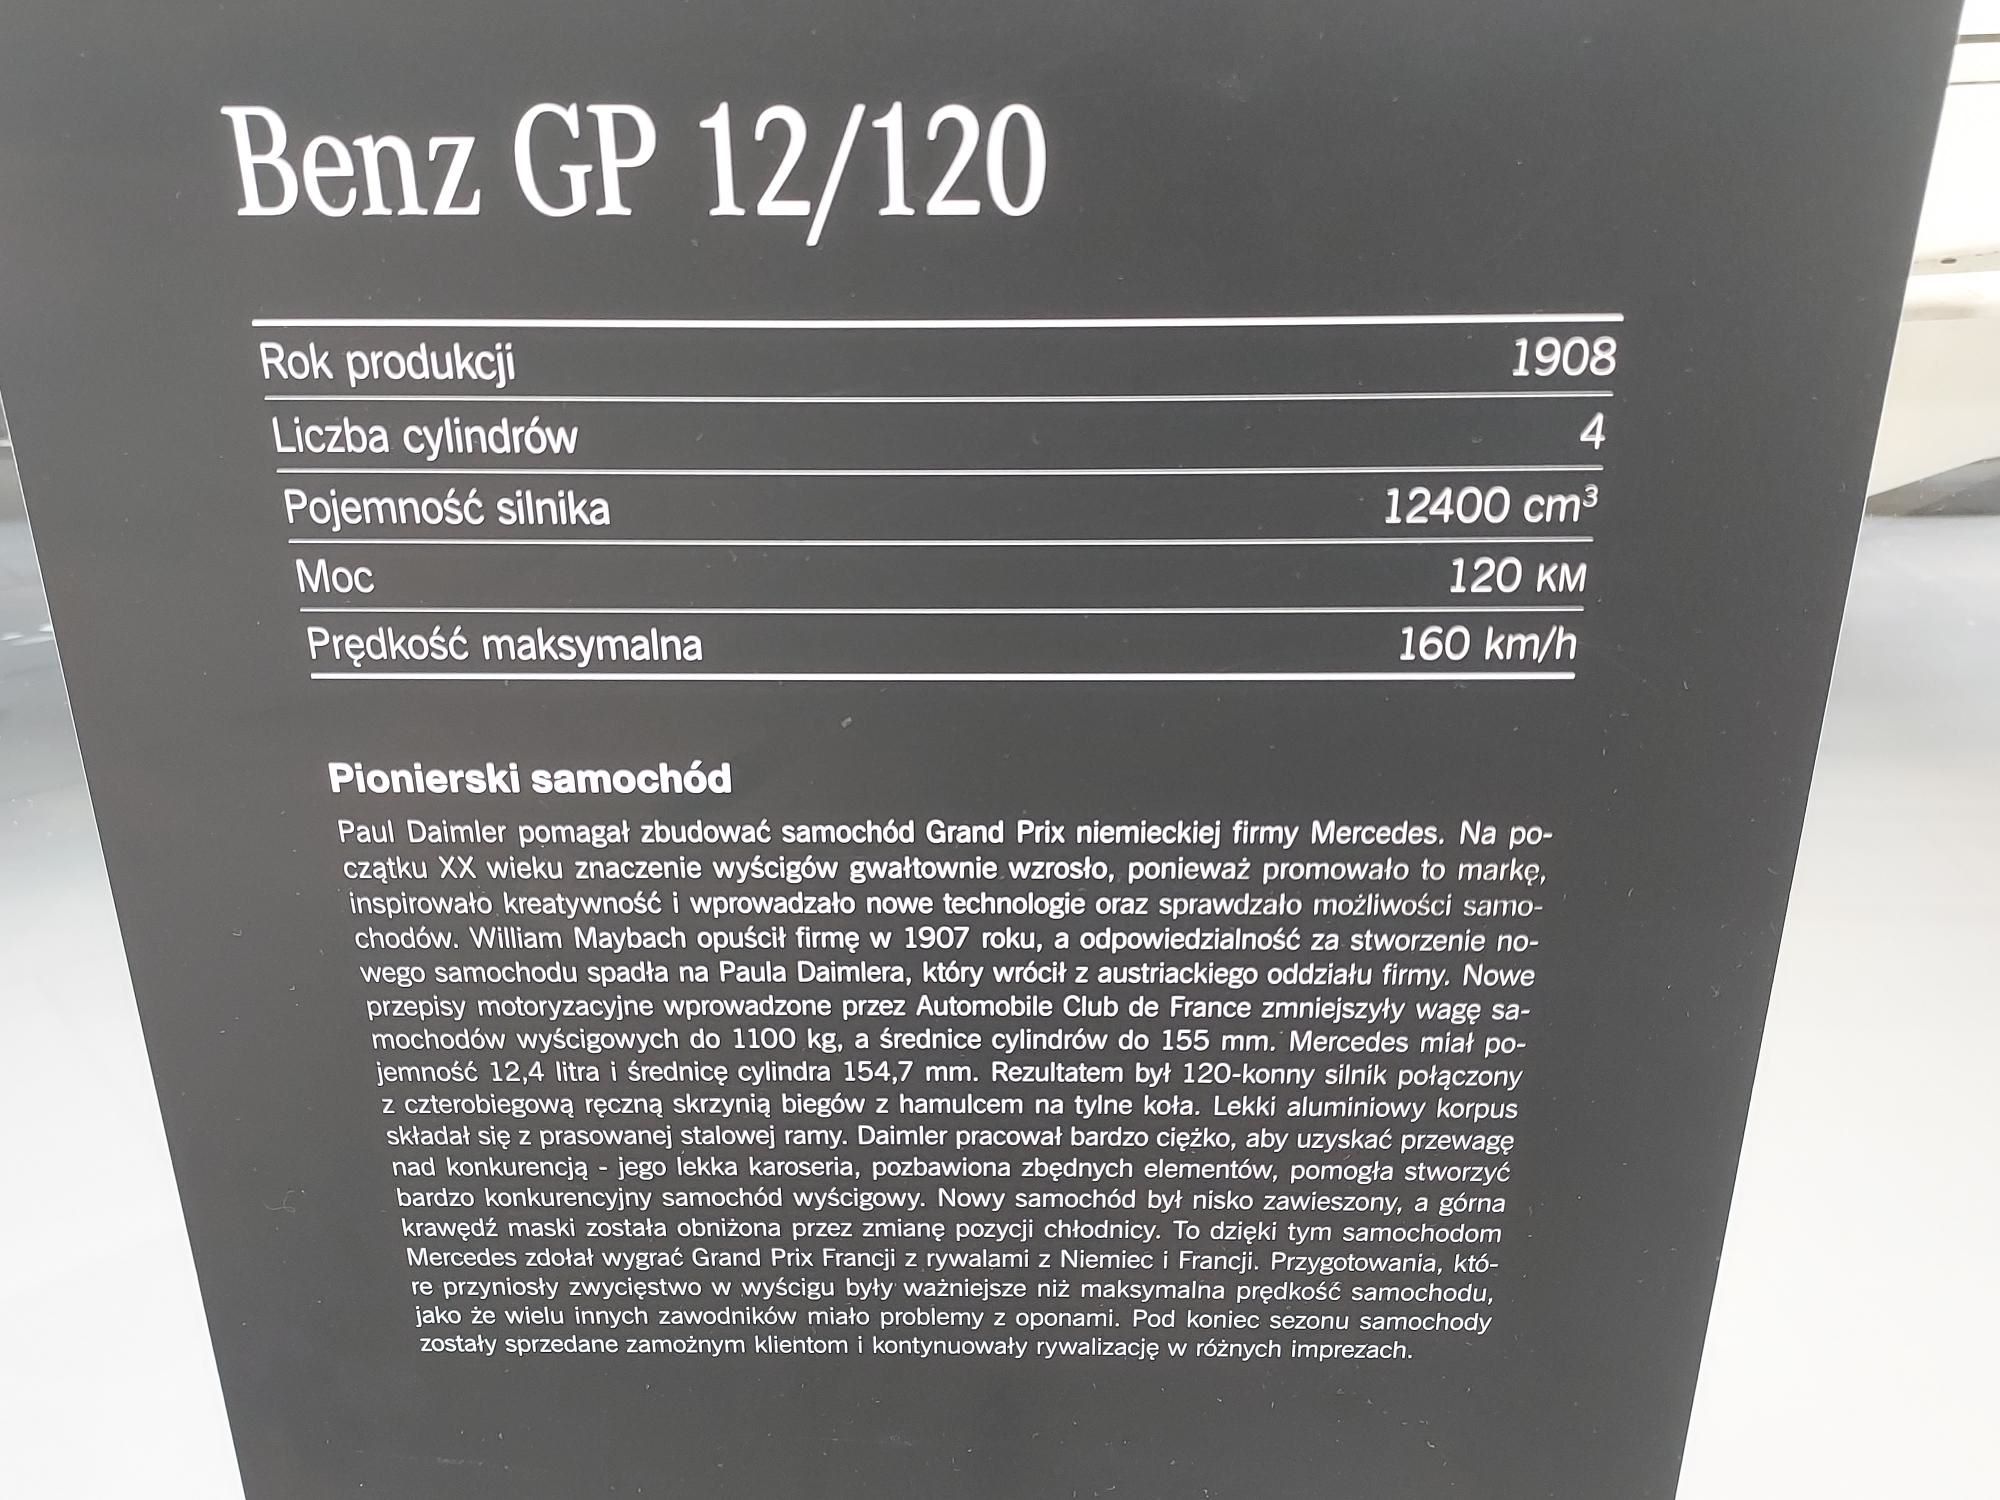 Benz GP 12/120
Rok produkcji 1908
Liczba cylindrów 4
Pojemność silnika 12400 cm³
Moc 120 KM
Prędkość maksymalna 160 km/h
Pionierski samochód
Paul Daimler pomagał zbudować samochód Grand Prix niemieckiej firmy Mercedes. Na po-
czątku XX wieku znaczenie wyścigów gwałtownie wzrosło, ponieważ promowało to markę,
inspirowało kreatywność i wprowadzało nowe technologie oraz sprawdzało możliwości samo-
chodów. William Maybach opuścił firmę w 1907 roku, a odpowiedzialność za stworzenie no-
wego samochodu spadła na Paula Daimlera, który wrócił z austriackiego oddziału firmy. Nowe
przepisy motoryzacyjne wprowadzone przez Automobile Club de France zmniejszyły wagę sa-
mochodów wyścigowych do 1100 kg, a średnice cylindrów do 155 mm. Mercedes miał po-
jemność 12,4 litra i średnicę cylindra 154,7 mm. Rezultatem był 120-konny silnik połączony
z czterobiegową ręczną skrzynią biegów z hamulcem na tylne koła. Lekki aluminiowy korpus
składał się z prasowanej stalowej ramy. Daimler pracował bardzo ciężko, aby uzyskać przewagę
nad konkurencją - jego lekka karoseria, pozbawiona zbędnych elementów, pomogła stworzyć
bardzo konkurencyjny samochód wyścigowy. Nowy samochód był nisko zawieszony, a górna
krawędź maski została obniżona przez zmianę pozycji chłodnicy. To dzięki tym samochodom
Mercedes zdołał wygrać Grand Prix Francji z rywalami z Niemiec i Francji. Przygotowania, któ-
re przyniosły zwycięstwo w wyścigu były ważniejsze niż maksymalna prędkość samochodu,
jako że wielu innych zawodników miało problemy z oponami. Pod koniec sezonu samochody
zostały sprzedane zamożnym klientom i kontynuowały rywalizację w różnych imprezach.